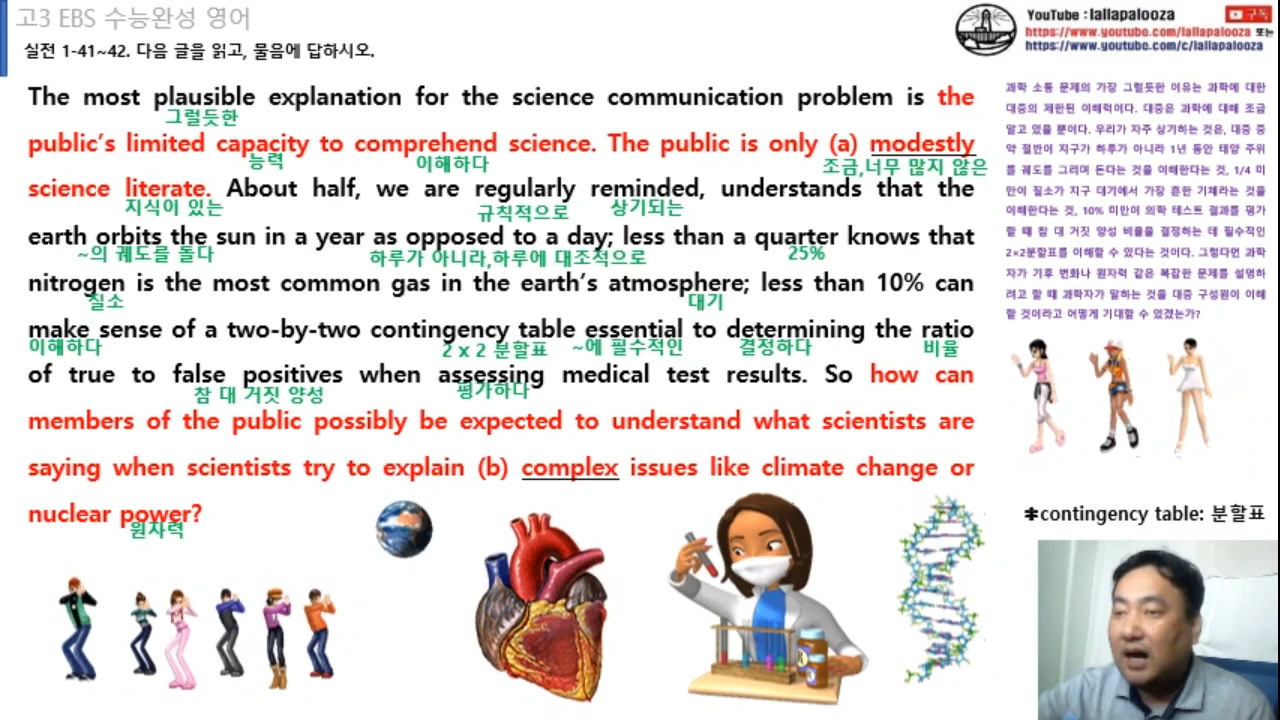 고3 EBS 수능완성 영어
실전 1-41~42. 다음 글을 읽고, 물음에 답하시오.
YouTube : lallapalooza
구독
https://www.youtube.com/lallapalooza 또는
https://www.youtube.com/c/lallapalooza
The most plausible explanation for the science communication problem is the
그럴듯한
public's limited capacity to comprehend science. The public is only (a) modestly
능력 이해하다 조금,너무 많지 않은
science literate. About half, we are regularly reminded, understands that the
지식이 있는 규칙적으로 상기되는
earth orbits the sun in a year as opposed to a day; less than a quarter knows that
~의 궤도를 돌다 하루가 아니라,하루에 대조적으로 25%
nitrogen is the most common gas in the earth's atmosphere; less than 10% can
질소 대기
make sense of a two-by-two contingency table essential to determining the ratio
이해하다 2 x 2 분할표 ~에 필수적인 결정하다 비율
of true to false positives when assessing medical test results. So how can
참 대 거짓 양성 평가하다
members of the public possibly be expected to understand what scientists are
saying when scientists try to explain (b) complex issues like climate change or
nuclear power?
원자력
과학 소통 문제의 가장 그럴듯한 이유는 과학에 대한
대중의 제한된 이해력이다. 대중은 과학에 대해 조금
알고 있을 뿐이다. 우리가 자주 상기하는 것은, 대중 중
약 절반이 지구가 하루가 아니라 1년 동안 태양 주위
를 궤도를 그리며 돈다는 것을 이해한다는 것, 1/4 미
만이 질소가 지구 대기에서 가장 흔한 기체라는 것을
이해한다는 것, 10% 미만이 의학 테스트 결과를 평가
할 때 참 대 거짓 양성 비율을 결정하는 데 필수적인
2×2분할표를 이해할 수 있다는 것이다. 그렇다면 과학
자가 기후 변화나 원자력 같은 복잡한 문제를 설명하
려고 할 때 과학자가 말하는 것을 대중 구성원이 이해
할 것이라고 어떻게 기대할 수 있겠는가?
*contingency table: 분할표